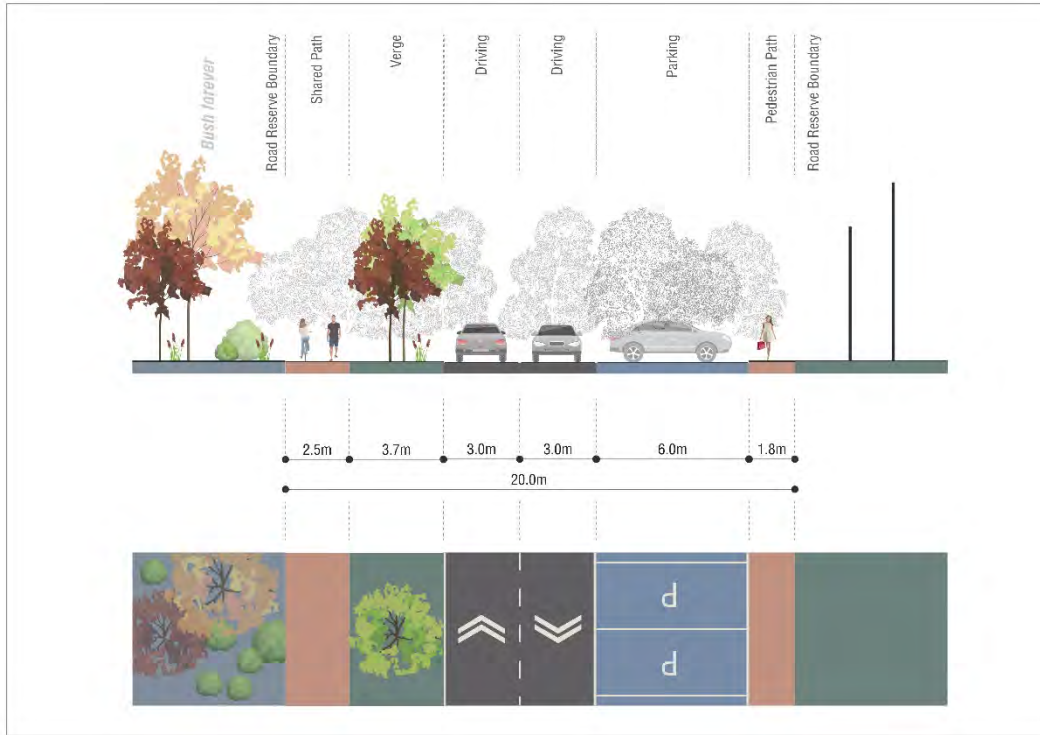 Bush forever
Road Reserve Boundary
Shared Path
Verge
Driving
Driving
Parking
Pedestrian Path
Road Reserve Boundary
2.5m
3.7m
3.0m
3.0m
6.0m
1.8m
20.0m
P
P